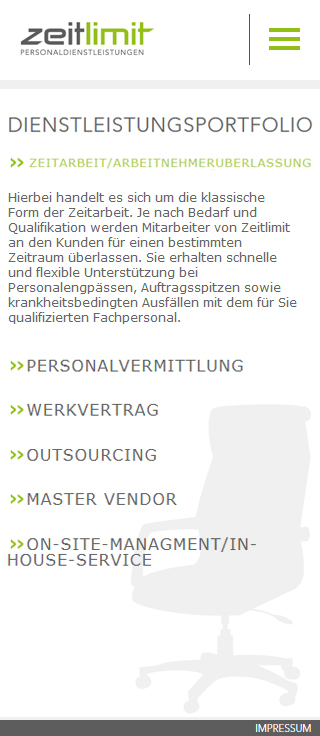 zeitlimit
PERSONALDIENSTLEISTUNGEN
DIENSTLEISTUNGSPORTFOLIO
>> ZEITARBEIT/ARBEITNEHMERUBERLASSUNG
Hierbei handelt es sich um die klassische
Form der Zeitarbeit. Je nach Bedarf und
Qualifikation werden Mitarbeiter von Zeitlimit
an den Kunden für einen bestimmten
Zeitraum überlassen. Sie erhalten schnelle
und flexible Unterstützung bei
Personalengpässen, Auftragsspitzen sowie
krankheitsbedingten Ausfällen mit dem für Sie
qualifizierten Fachpersonal.
>>PERSONALVERMITTLUNG
>>WERKVERTRAG
>>OUTSOURCING
>>MASTER VENDOR
>>ON-SITE-MANAGMENT/IN-
HOUSE-SERVICE
IMPRESSUM